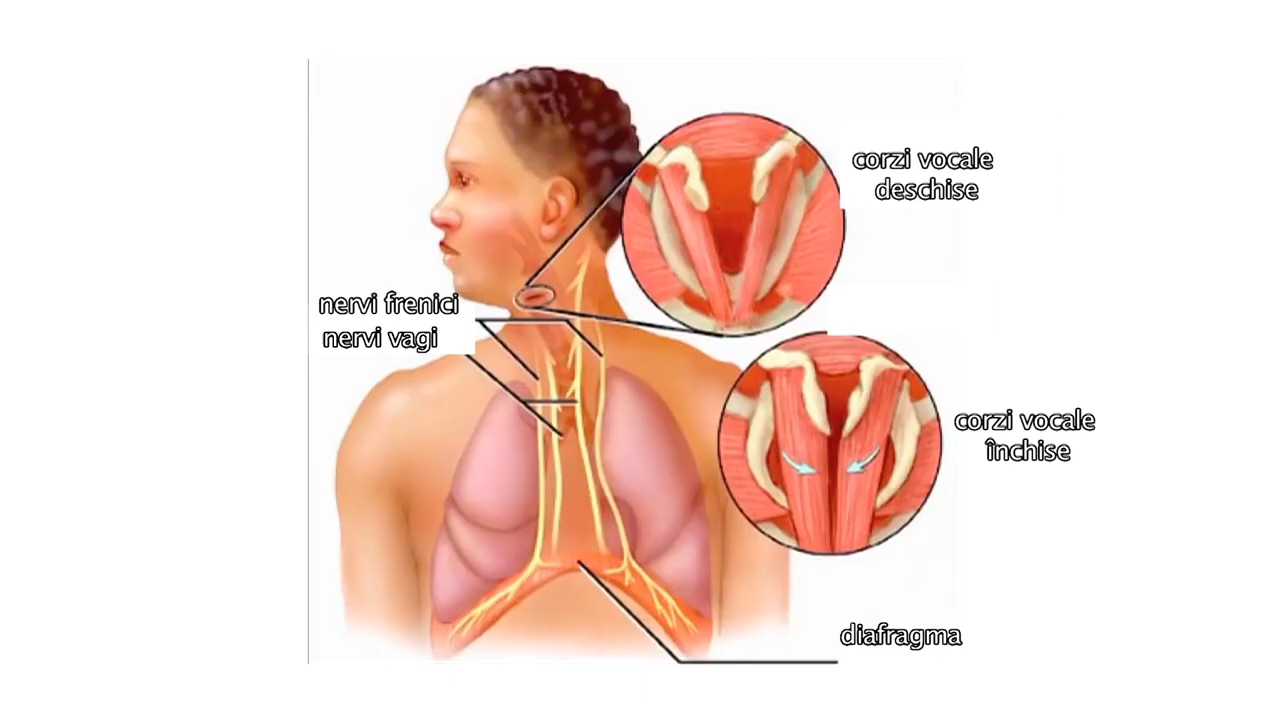 corzi vocale
deschise
nervi frenici
nervi vagi
corzi vocale
închise
diafragma